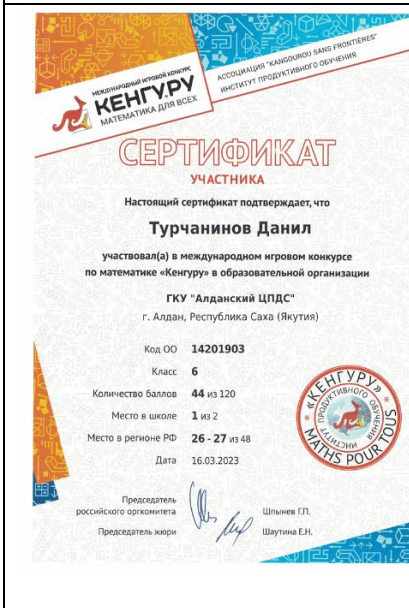 МЕЖДУНАРОДНЫЙ ИГРОВОЙ КОНКУРС
КЕНГУ.РУ
МАТЕМАТИКА ДЛЯ ВСЕХ
АССОЦИАЦИЯ "KANGOUROU SANS FRONTIÈRES"
ИНСТИТУТ ПРОДУКТИВНОГО ОБУЧЕНИЯ
СЕРТИФИКАТ
УЧАСТНИКА
Настоящий сертификат подтверждает, что
Турчанинов Данил
участвовал(а) в международном игровом конкурсе
по математике «Кенгуру» в образовательной организации
ГКУ "Алданский ЦПДС"
г. Алдан, Республика Саха (Якутия)
Код ОО 14201903
Класс 6
Количество баллов 44 из 120
Место в школе 1 из 2
Место в регионе РФ 26 - 27 из 48
Дата 16.03.2023
«КЕНГУРУ»
ИНСТИТУТ ПРОДУКТИВНОГО ОБУЧЕНИЯ
MATHS POUR TOUS
Председатель
российского оргкомитета Шпынев Г.П.
Председатель жюри Шаутина Е.Н.